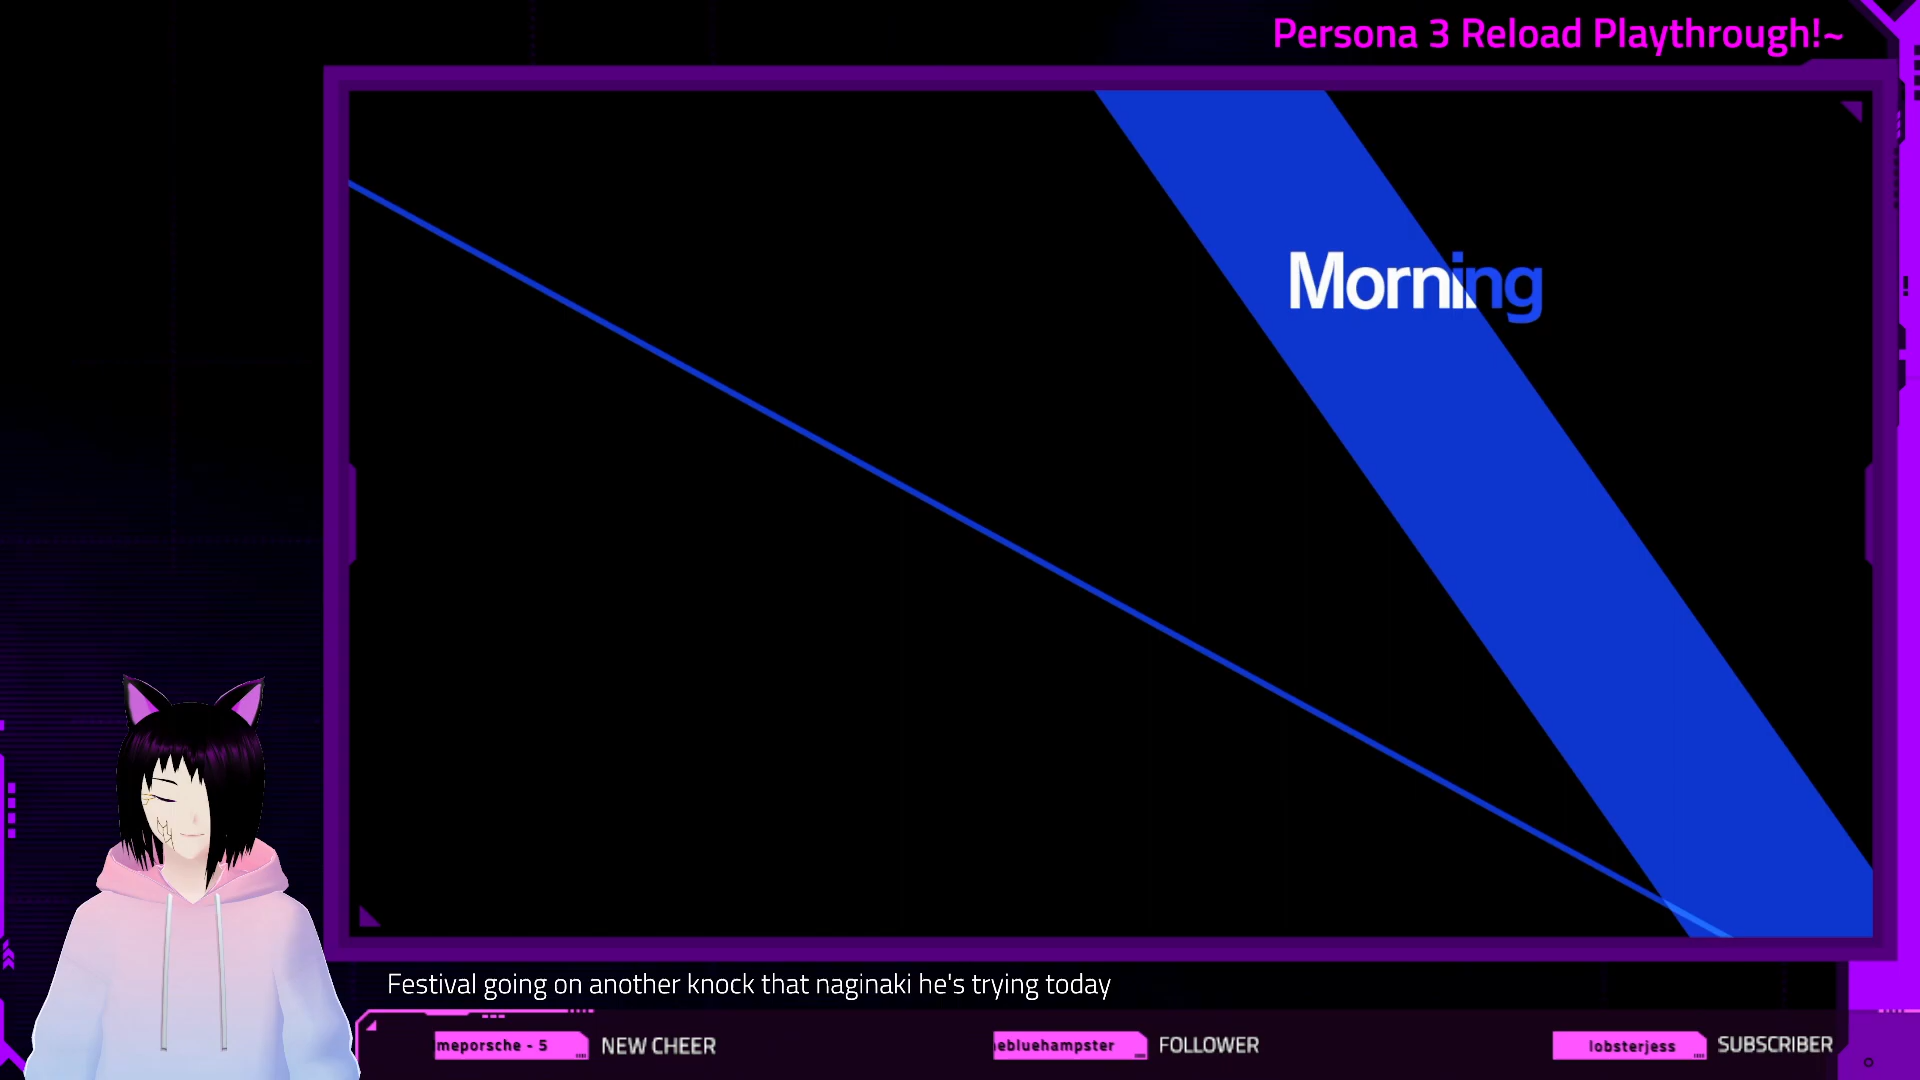 Persona 3 Reload Playthrough!~
Morning
!
Festival going on another knock that naginaki he's trying today
meporsche - 5 NEW CHEER
ebluehampster FOLLOWER
lobsterjess SUBSCRIBER